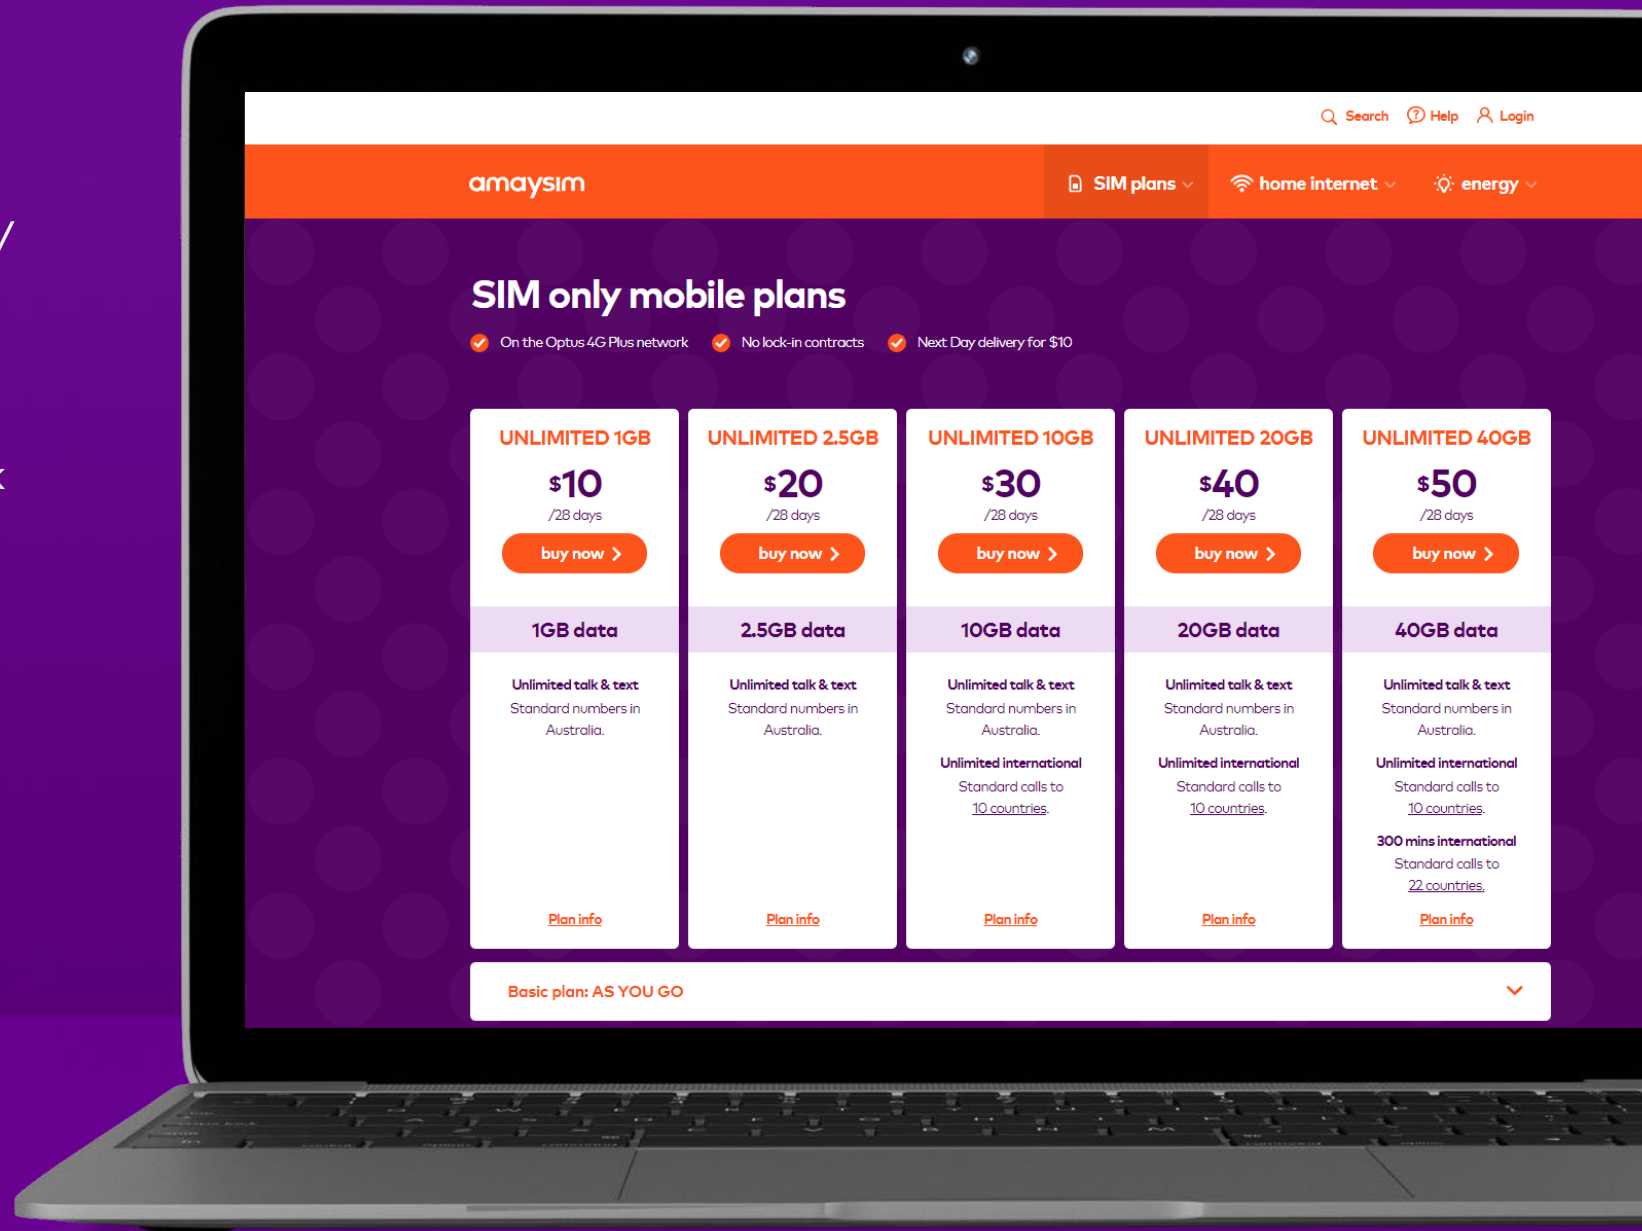 Search Help Login
amaysim SIM plans home internet energy
SIM only mobile plans
On the Optus 4G Plus network No lock-in contracts Next Day delivery for $10
UNLIMITED 1GB
$10
/28 days
buy now
1GB data
Unlimited talk & text
Standard numbers in
Australia.
Plan info
UNLIMITED 2.5GB
$20
/28 days
buy now
2.5GB data
Unlimited talk & text
Standard numbers in
Australia.
Plan info
UNLIMITED 10GB
$30
/28 days
buy now
10GB data
Unlimited talk & text
Standard numbers in
Australia.
Unlimited international
Standard calls to
10 countries.
Plan info
UNLIMITED 20GB
$40
/28 days
buy now
20GB data
Unlimited talk & text
Standard numbers in
Australia.
Unlimited international
Standard calls to
10 countries.
Plan info
UNLIMITED 40GB
$50
/28 days
buy now
40GB data
Unlimited talk & text
Standard numbers in
Australia.
Unlimited international
Standard calls to
10 countries.
300 mins international
Standard calls to
22 countries.
Plan info
Basic plan: AS YOU GO